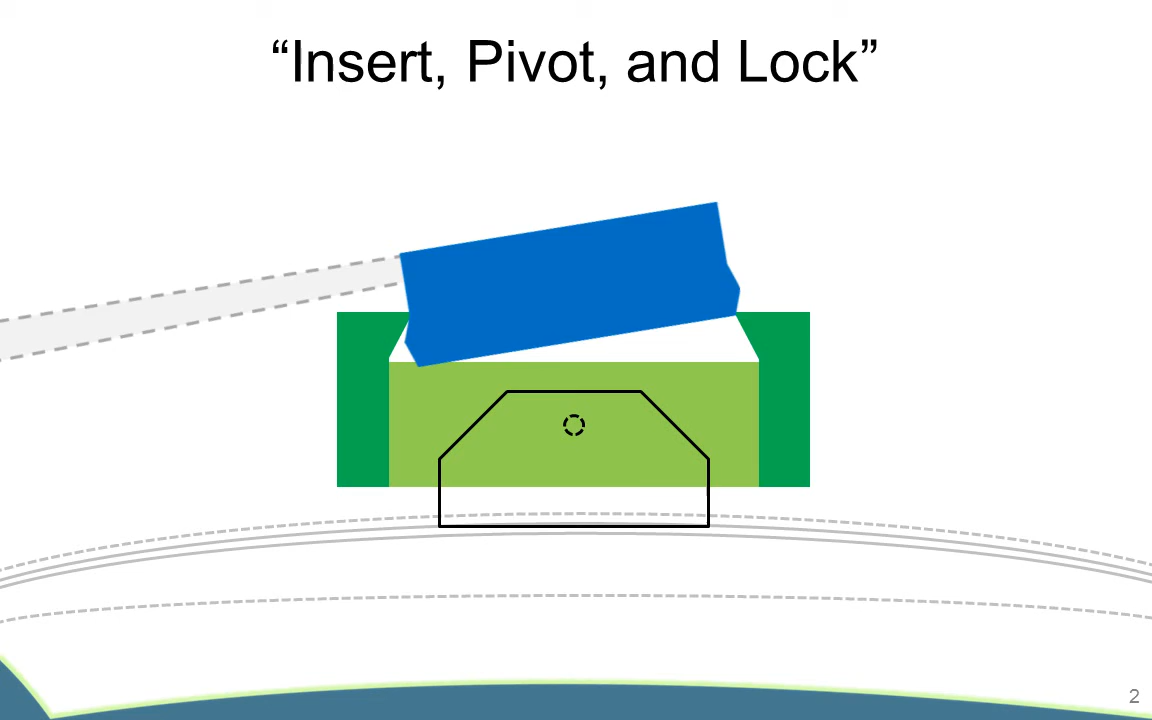 “Insert, Pivot, and Lock”
2